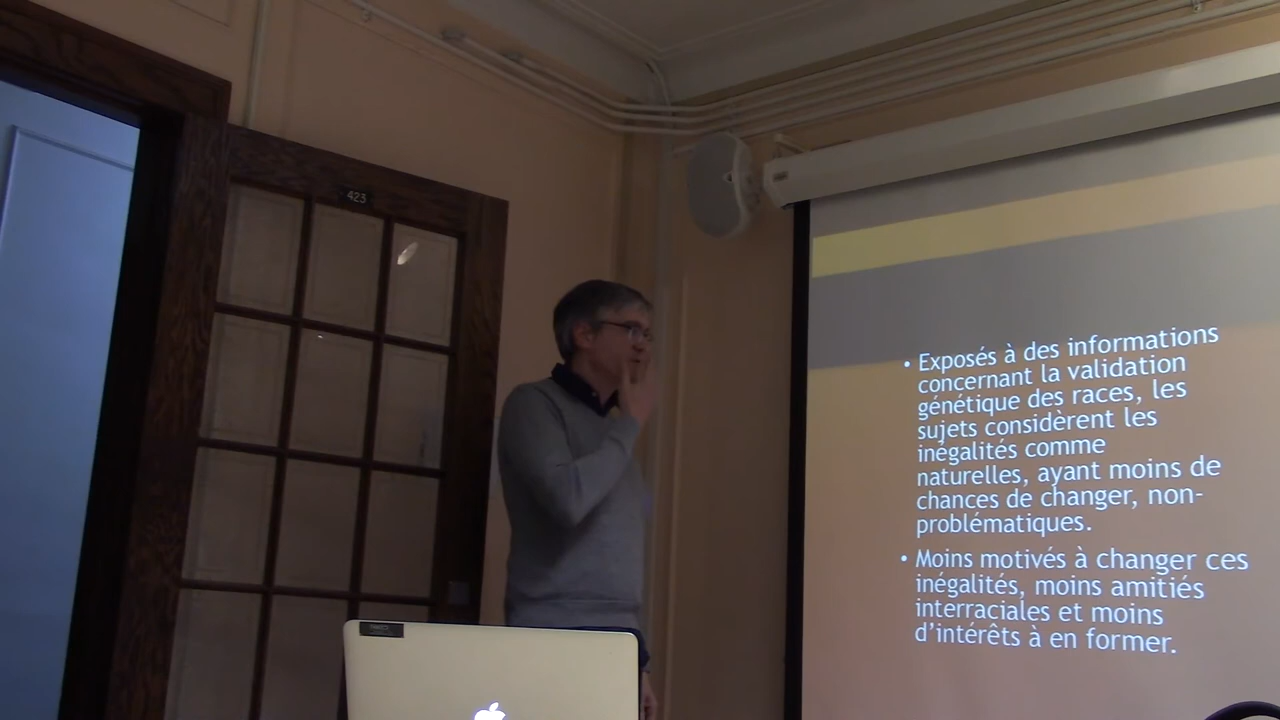 423
• Exposés à des informations
concernant la validation
génétique des races, les
sujets considèrent les
inégalités comme
naturelles, ayant moins de
chances de changer, non-
problématiques.
• Moins motivés à changer ces
inégalités, moins amitiés
interraciales et moins
d'intérêts à en former.